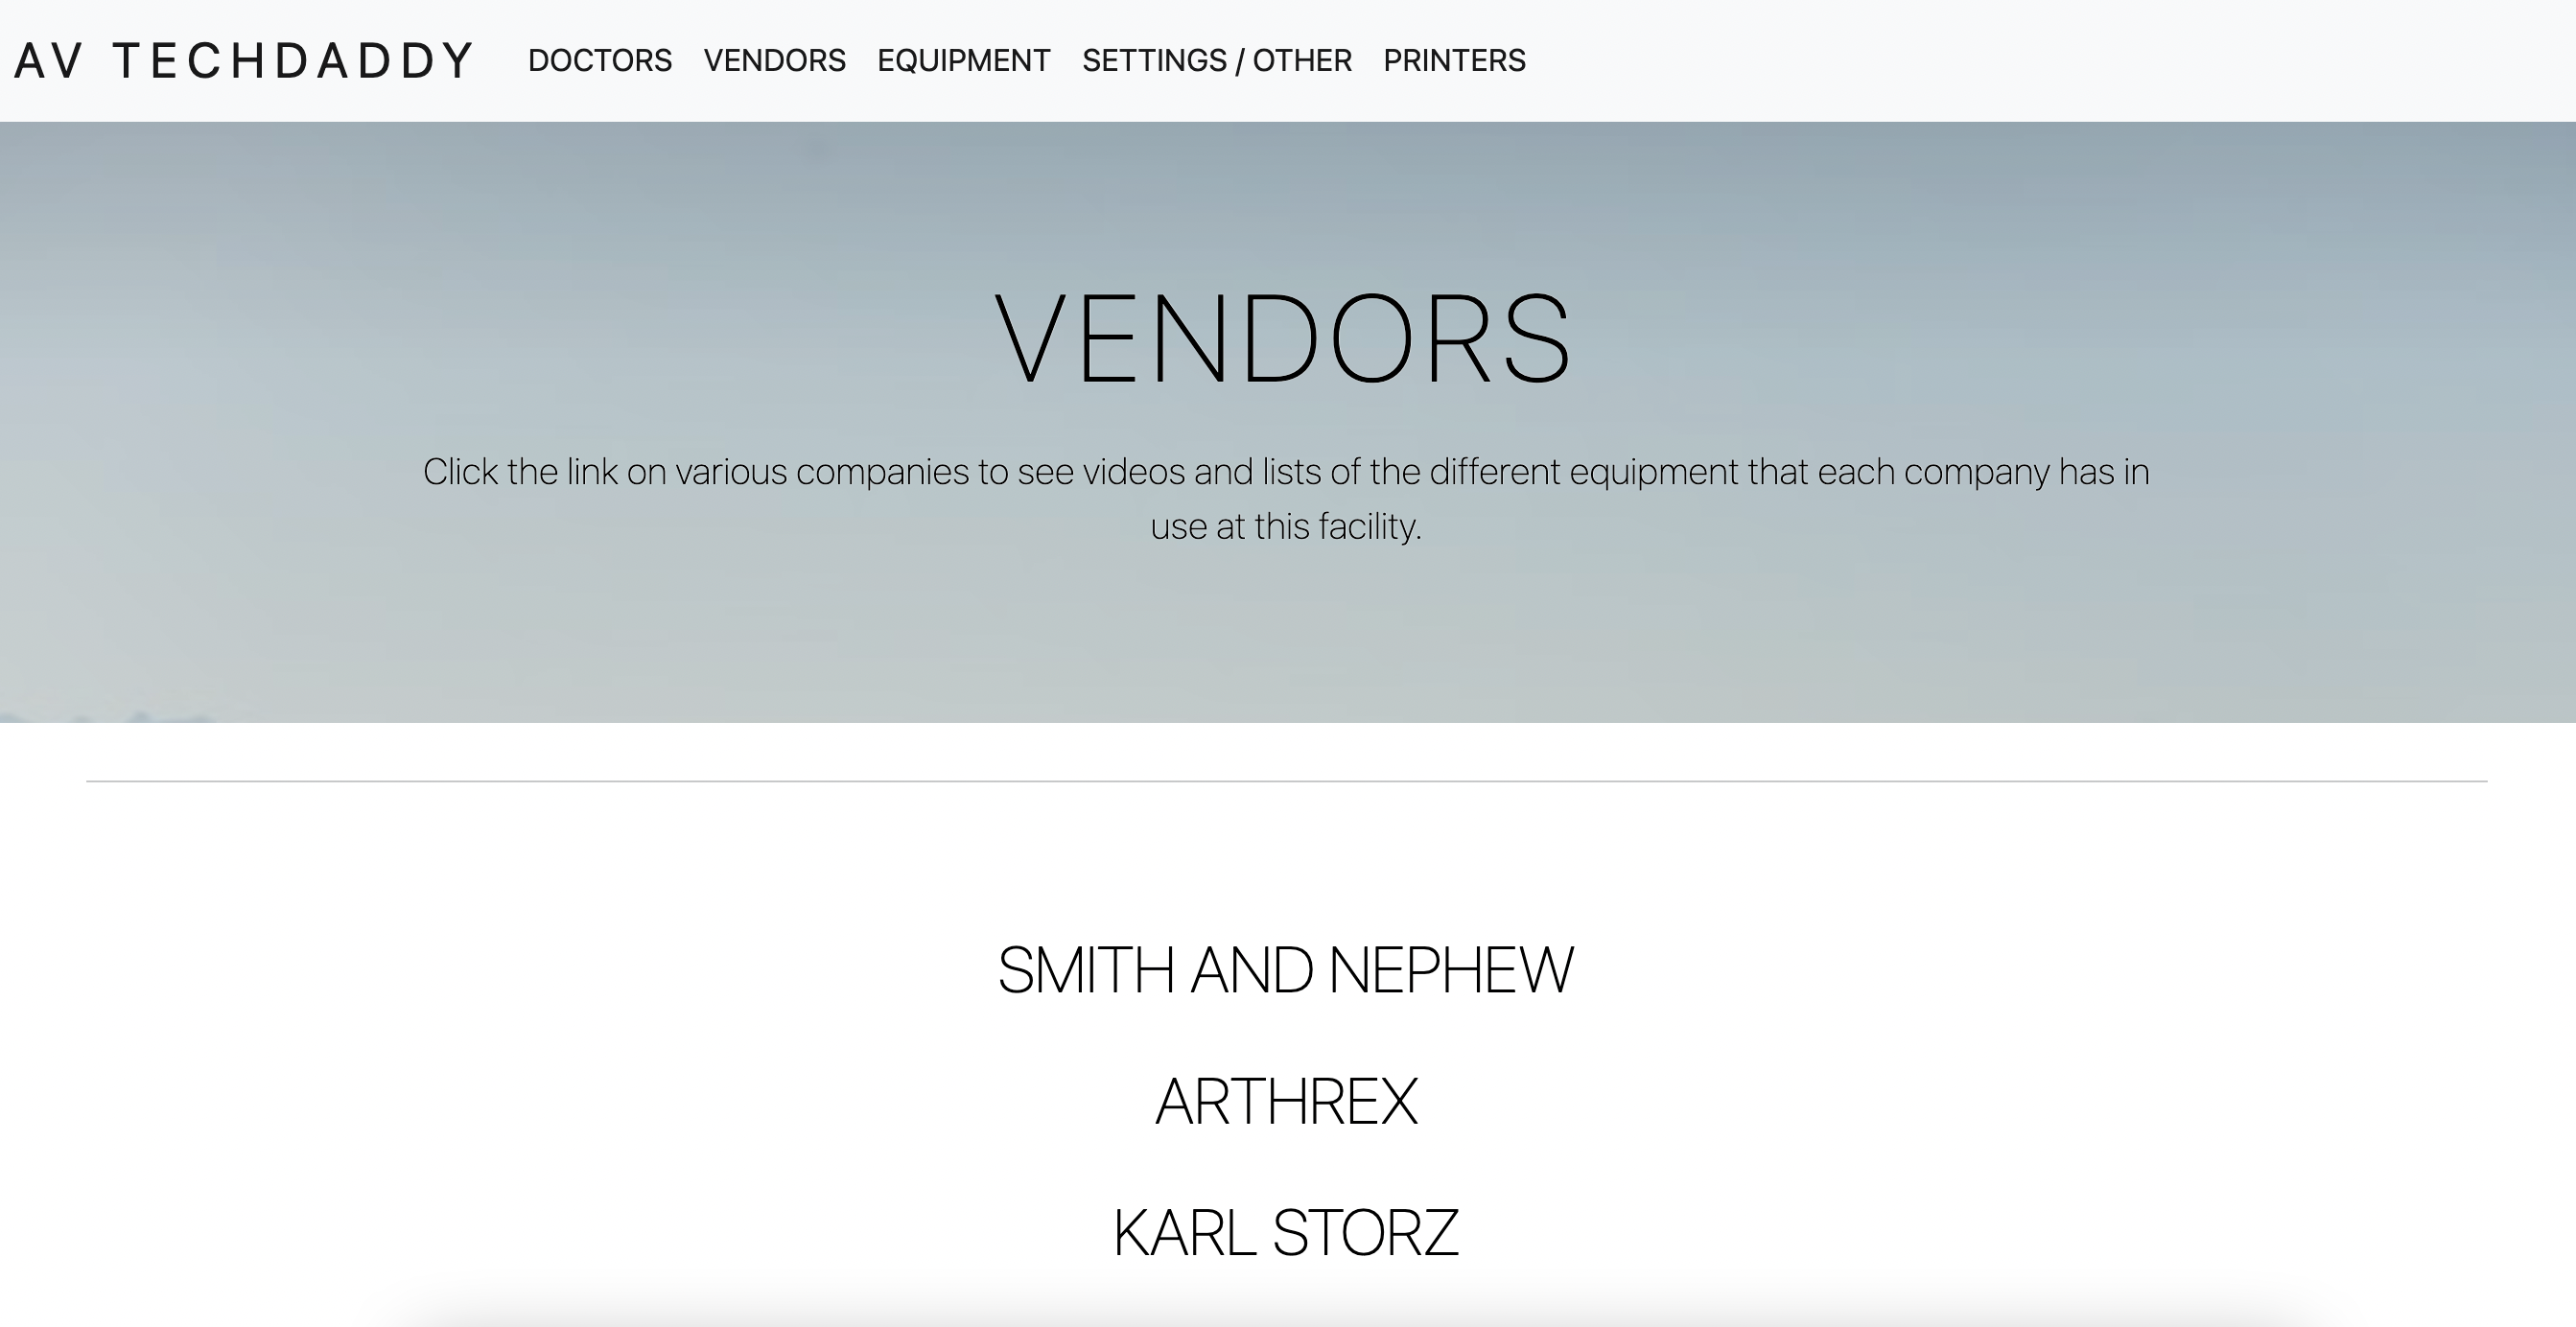 AV TECHDADDY DOCTORS VENDORS EQUIPMENT SETTINGS / OTHER PRINTERS
VENDORS
Click the link on various companies to see videos and lists of the different equipment that each company has in
use at this facility.
SMITH AND NEPHEW
ARTHREX
KARL STORZ